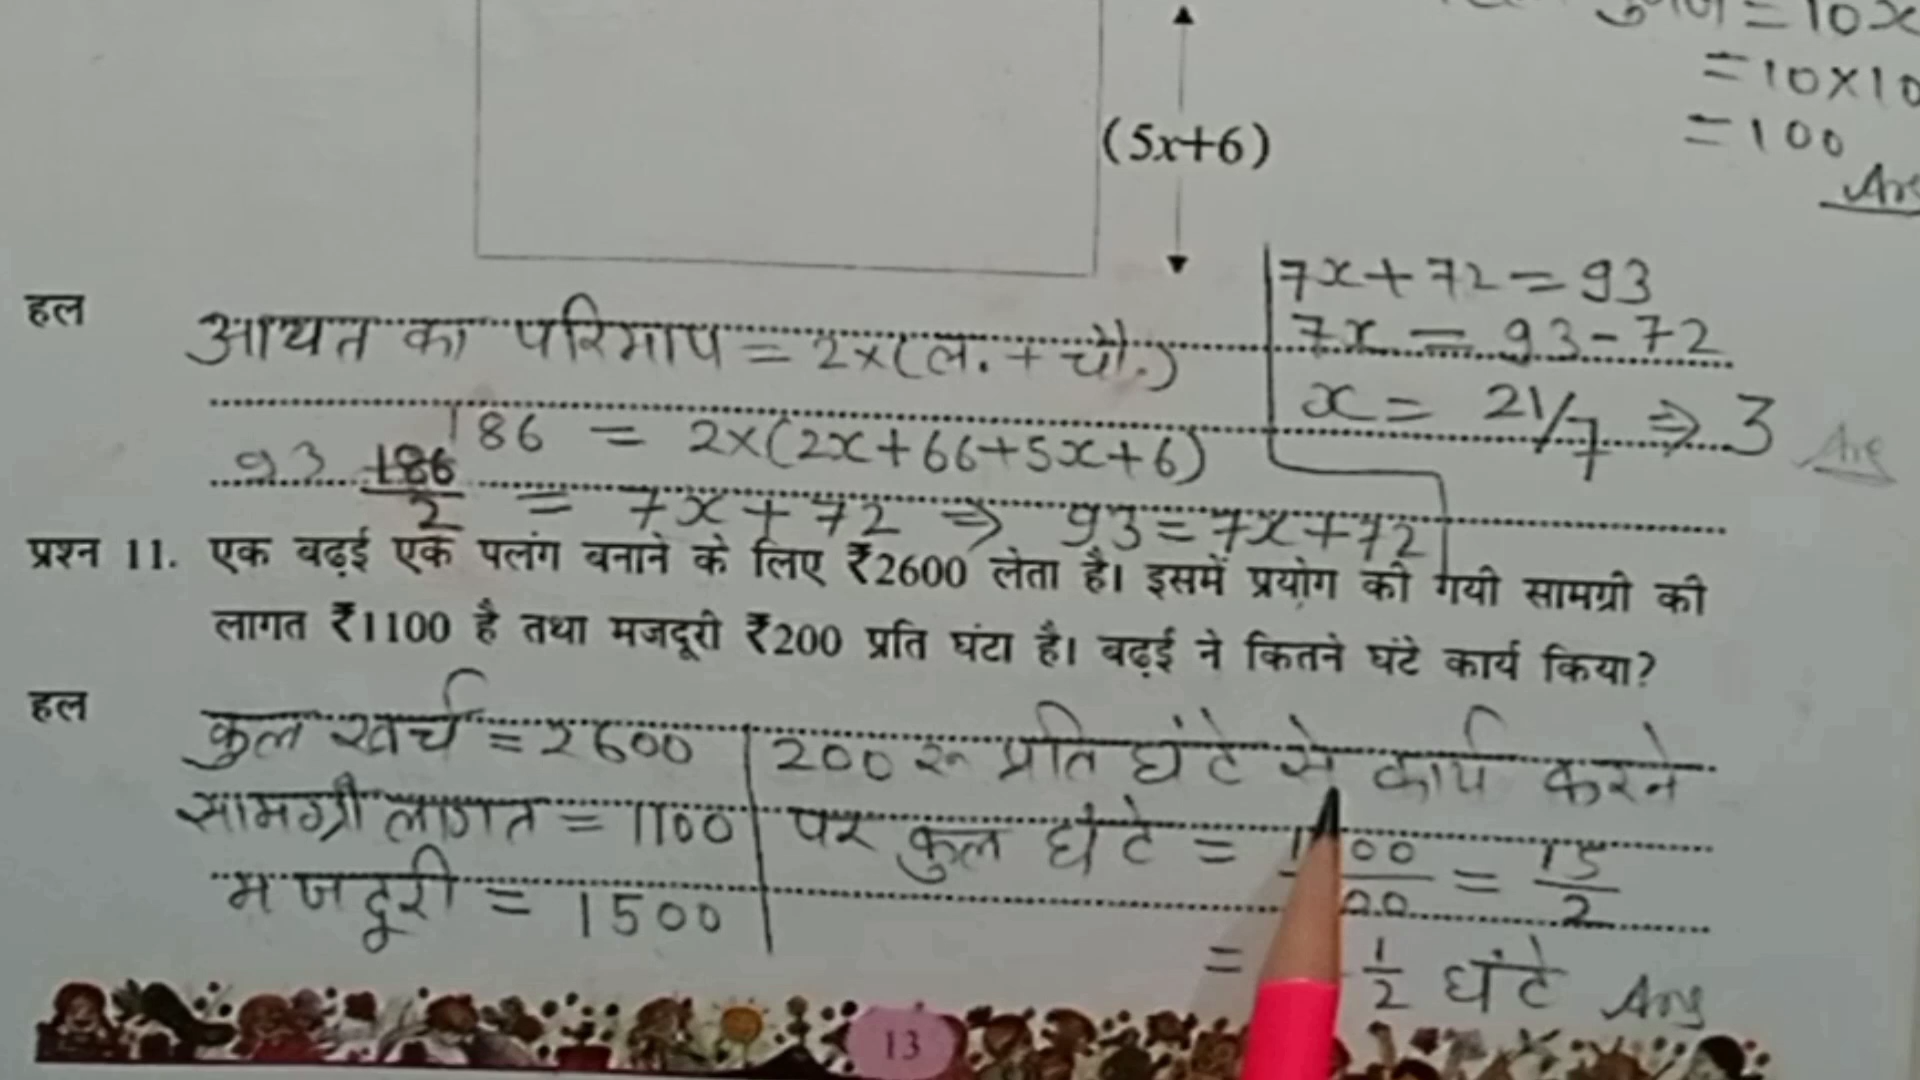 = 10x
= 10×10
= 100
(5x+6)
7x+72 = 93
7x = 93-72
x = 21/7 ⇒ 3 Ans
हल
आयत का परिमाप = 2×(ल. + चौ.)
186 = 2×(2x+66+5x+6)
93 186/2 = 7x+72 ⇒ 93 = 7x+72
प्रश्न 11. एक बढ़ई एक पलंग बनाने के लिए ₹2600 लेता है। इसमें प्रयोग की गयी सामग्री की
लागत ₹1100 है तथा मजदूरी ₹200 प्रति घंटा है। बढ़ई ने कितने घंटे कार्य किया?
हल
कुल खर्च = 2600
सामग्री लागत = 1100
मजदूरी = 1500
200 रू प्रति घंटे से कार्य करने
पर कुल घंटे = = 15/2
= 1/2 घंटे Ans
13